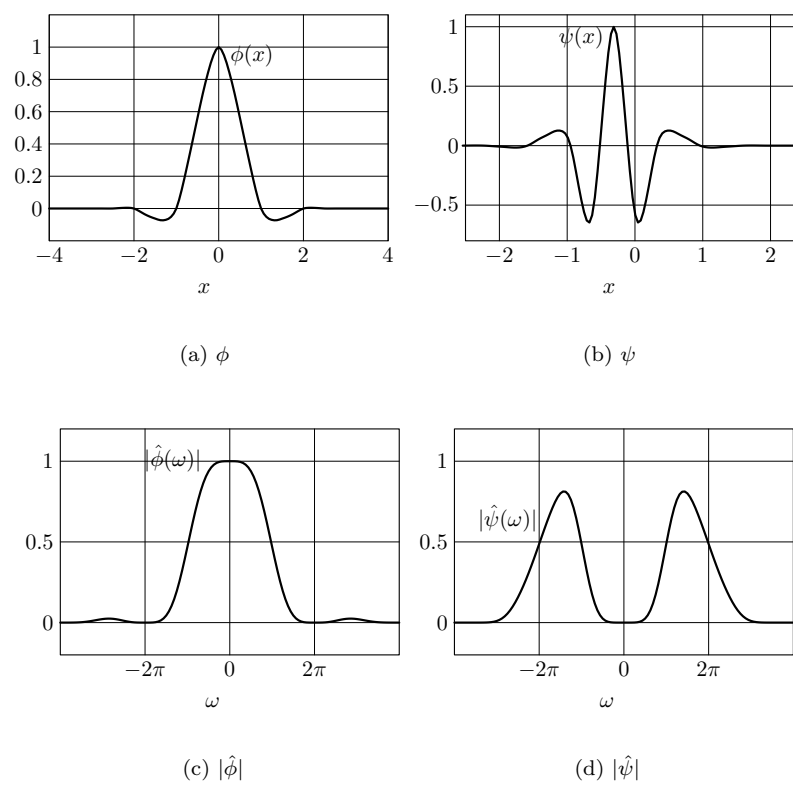 1
0.8
0.6
0.4
0.2
0
ϕ(x)
−4 −2 0 2 4
x
(a) ϕ
1
0.5
0
−0.5
ψ(x)
−2 −1 0 1 2
x
(b) ψ
1
0.5
0
|ϕ̂(ω)|
−2π 0 2π
ω
(c) |ϕ̂|
1
0.5
0
|ψ̂(ω)|
−2π 0 2π
ω
(d) |ψ̂|